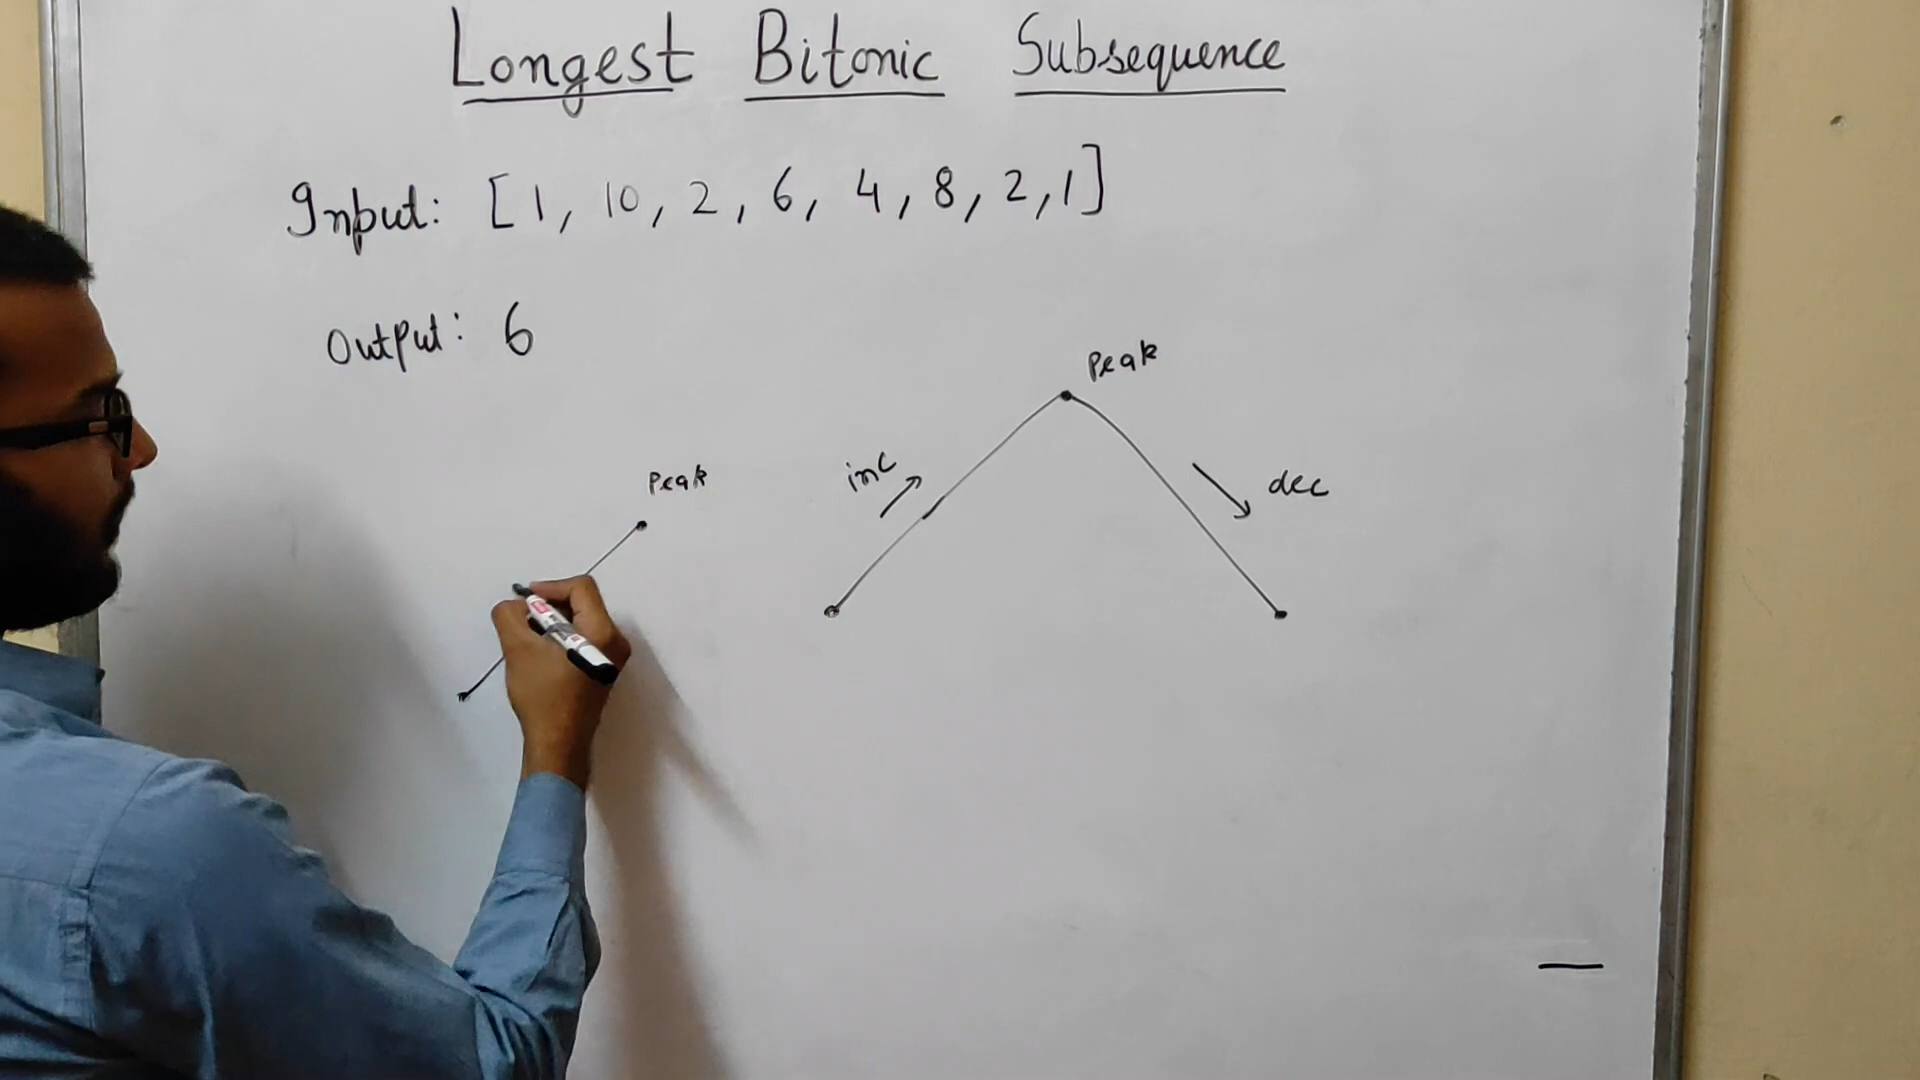 Longest Bitonic Subsequence
Input: [1, 10, 2, 6, 4, 8, 2, 1]
Output: 6
Peak
Peak
inc
dec